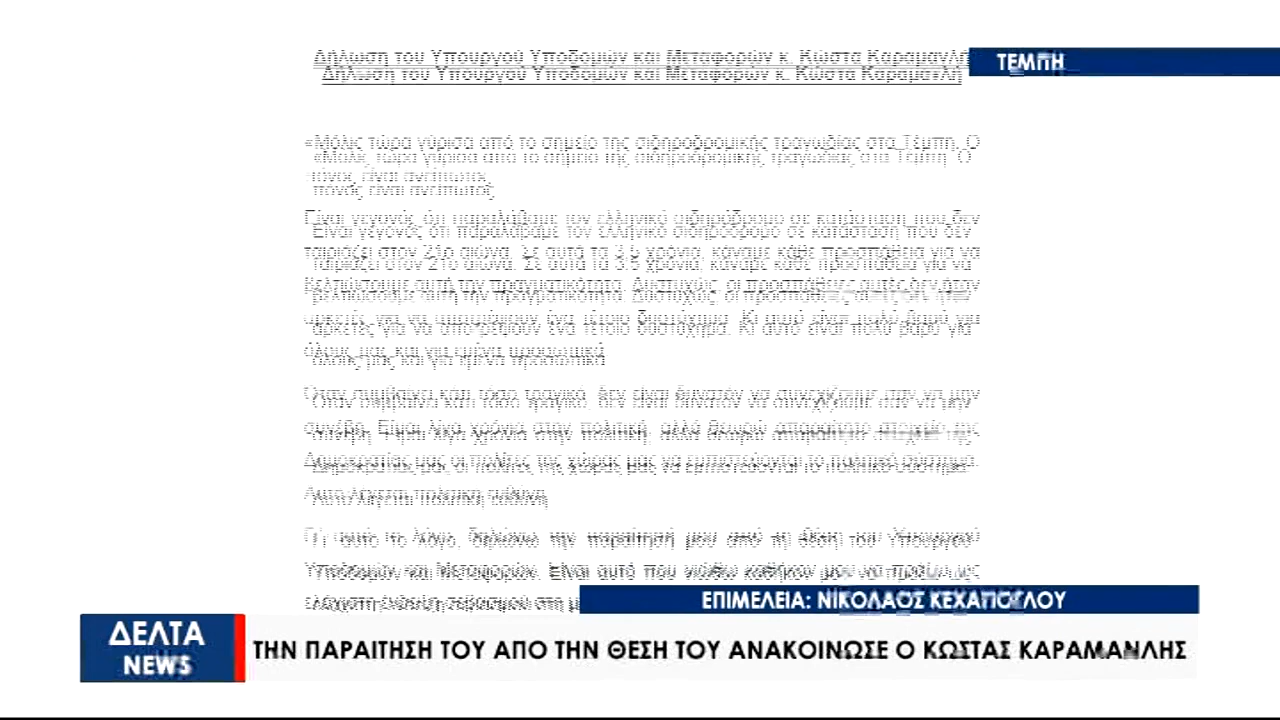 Δήλωση του Υπουργού Υποδομών και Μεταφορών κ. Κώστα Καραμανλή
ΤΕΜΠΗ
«Μόλις τώρα γύρισα από το σημείο της σιδηροδρομικής τραγωδίας στα Τέμπη. Ο
πόνος είναι ανείπωτος
Είναι γεγονός ότι παραλάβαμε τον ελληνικό σιδηρόδρομο σε κατάσταση που δεν
ταιριάζει στον 21ο αιώνα. Σε αυτά τα 3,5 χρόνια, κάναμε κάθε προσπάθεια για να
βελτιώσουμε αυτή την πραγματικότητα. Δυστυχώς, οι προσπάθειές αυτές δεν ήταν
αρκετές για να αποτρέψουν ένα τέτοιο δυστύχημα. Κι αυτό είναι πολύ βαρύ για
όλους μας και για εμένα προσωπικά
Όταν συμβαίνει κάτι τόσο τραγικό, δεν είναι δυνατόν να συνεχίζουμε σαν να μην
συνέβη. Είμαι λίγα χρόνια στην πολιτική, αλλά θεωρώ απαραίτητο στοιχείο της
Δημοκρατίας μας οι πολίτες της χώρας μας να εμπιστεύονται το πολιτικό σύστημα.
Αυτό λέγεται πολιτική ευθύνη
Γι' αυτό το λόγο, δηλώνω την παραίτησή μου από τη θέση του Υπουργού
Υποδομών και Μεταφορών. Είναι αυτό που νιώθω καθήκον μου να πράξω ως
ελάχιστη ένδειξη σεβασμού στη
ΕΠΙΜΕΛΕΙΑ: ΝΙΚΟΛΑΟΣ ΚΕΧΑΓΙΟΓΛΟΥ
ΔΕΛΤΑ
NEWS
ΤΗΝ ΠΑΡΑΙΤΗΣΗ ΤΟΥ ΑΠΟ ΤΗΝ ΘΕΣΗ ΤΟΥ ΑΝΑΚΟΙΝΩΣΕ Ο ΚΩΣΤΑΣ ΚΑΡΑΜΑΝΛΗΣ